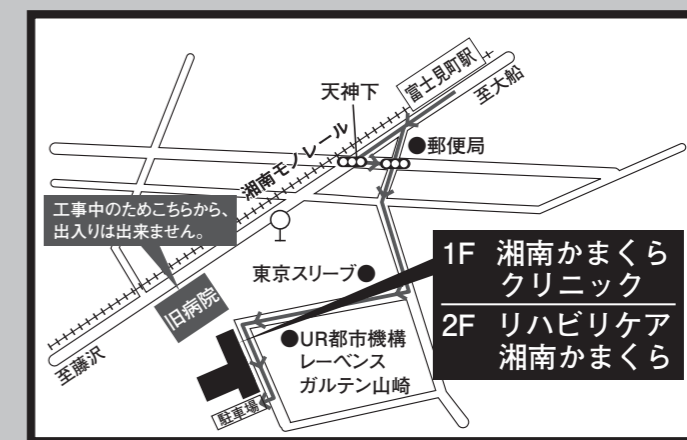 富士見町駅
至大船
天神下
●郵便局
湘南モノレール
工事中のためこちらから、
出入りは出来ません。
東京スリーブ●
旧病院
1F 湘南かまくら
クリニック
2F リハビリケア
湘南かまくら
●UR都市機構
レーベンス
ガルテン山崎
至藤沢
駐車場